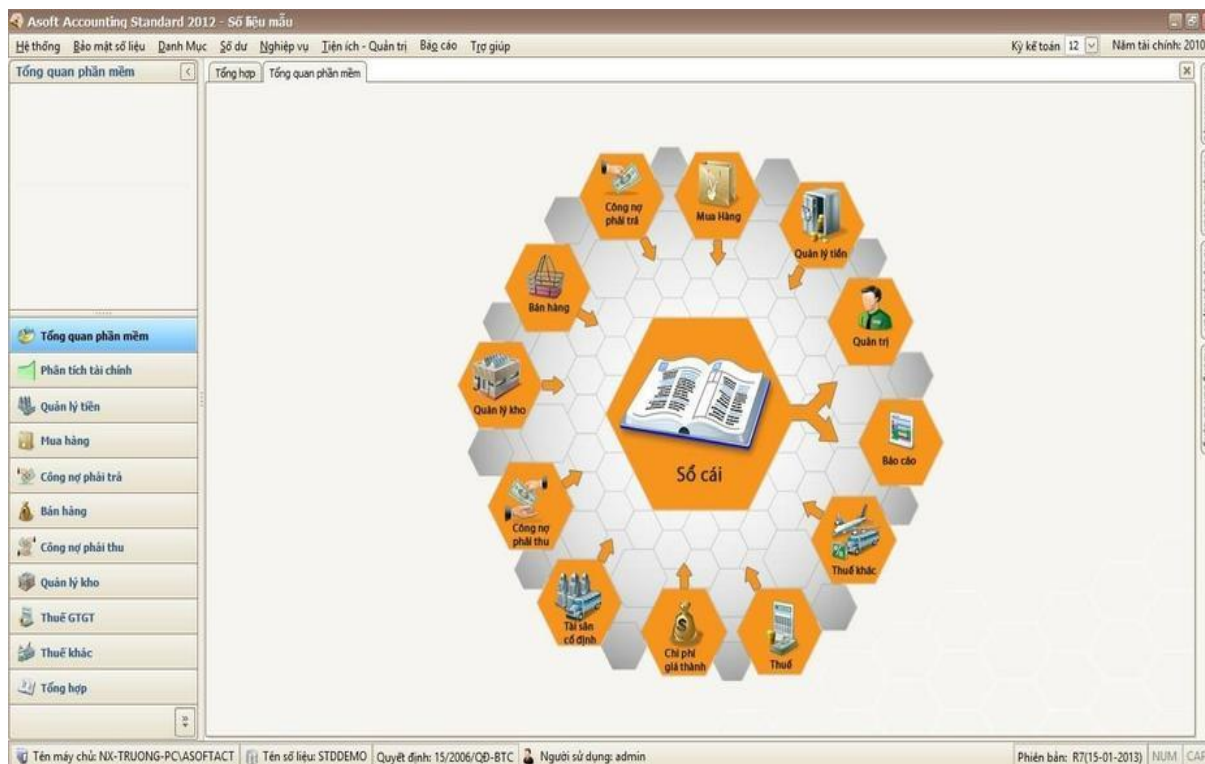 Asoft Accounting Standard 2012 - Số liệu mẫu
Hệ thống Bảo mật số liệu Danh Mục Số dư Nghiệp vụ Tiện ích - Quản trị Báo cáo Trợ giúp Kỳ kế toán 12 Năm tài chính: 2010
Tổng quan phần mềm
Tổng hợp Tổng quan phần mềm
Công nợ
phải trả
Mua Hàng
Quản lý tiền
Bán hàng
Quản trị
Quản lý kho
Sổ cái
Báo cáo
Công nợ
phải thu
Thuế khác
Tài sản
cố định
Chi phí
giá thành
Thuế
Tổng quan phần mềm
Phân tích tài chính
Quản lý tiền
Mua hàng
Công nợ phải trả
Bán hàng
Công nợ phải thu
Quản lý kho
Thuế GTGT
Thuế khác
Tổng hợp
Tên máy chủ: NX-TRUONG-PC\ASOFTACT Tên số liệu: STDDEMO Quyết định: 15/2006/QĐ-BTC Người sử dụng: admin Phiên bản: R7(15-01-2013) NUM CAP